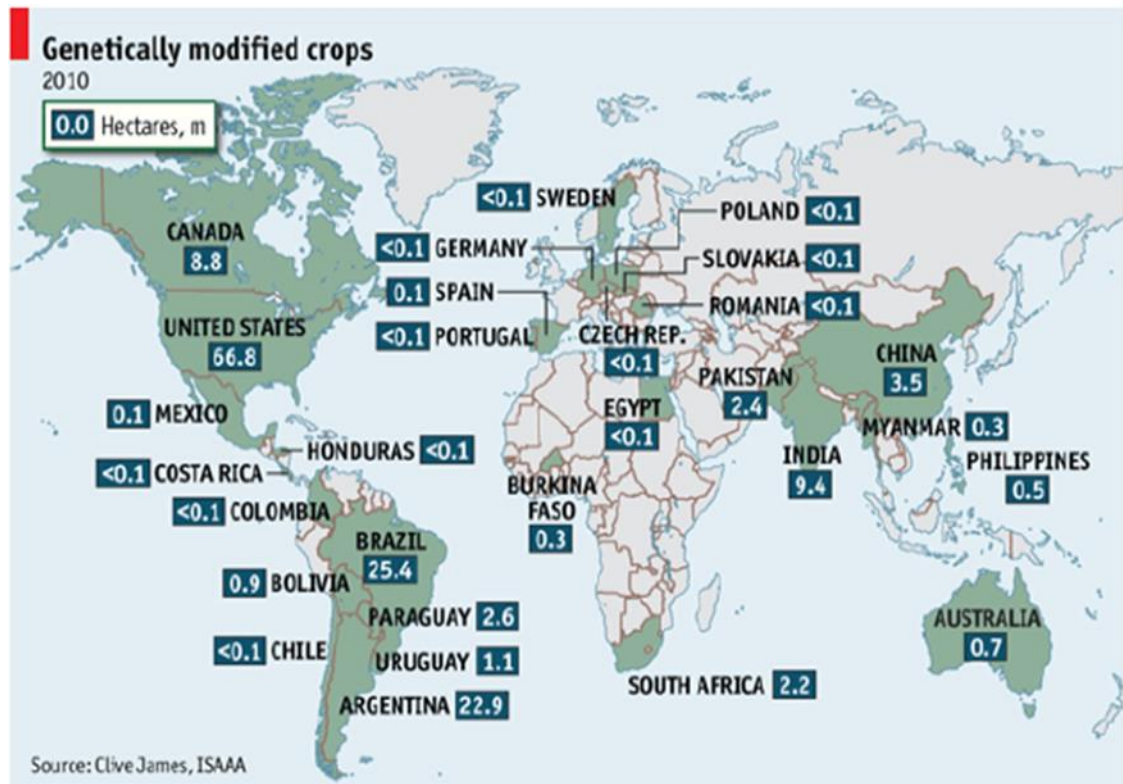 Genetically modified crops
2010
0.0 Hectares, m
<0.1 SWEDEN
POLAND <0.1
CANADA
8.8
<0.1 GERMANY
SLOVAKIA <0.1
0.1 SPAIN
ROMANIA <0.1
UNITED STATES
66.8
<0.1 PORTUGAL
CZECH REP.
<0.1
CHINA
3.5
PAKISTAN
2.4
0.1 MEXICO
EGYPT
<0.1
MYANMAR 0.3
HONDURAS <0.1
<0.1 COSTA RICA
INDIA
9.4
PHILIPPINES
0.5
BURKINA
FASO
0.3
<0.1 COLOMBIA
BRAZIL
25.4
0.9 BOLIVIA
PARAGUAY 2.6
AUSTRALIA
0.7
<0.1 CHILE
URUGUAY 1.1
SOUTH AFRICA 2.2
ARGENTINA 22.9
Source: Clive James, ISAAA